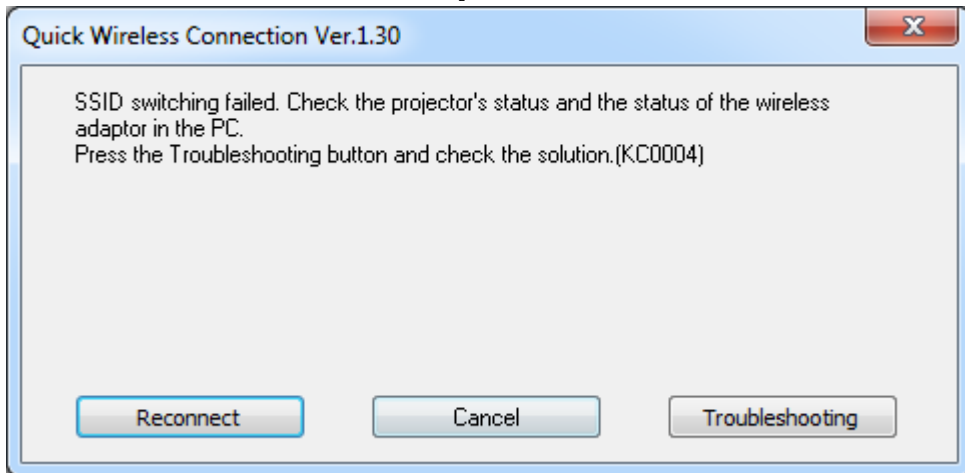 Quick Wireless Connection Ver.1.30
SSID switching failed. Check the projector's status and the status of the wireless
adaptor in the PC.
Press the Troubleshooting button and check the solution.(KC0004)
Reconnect
Cancel
Troubleshooting